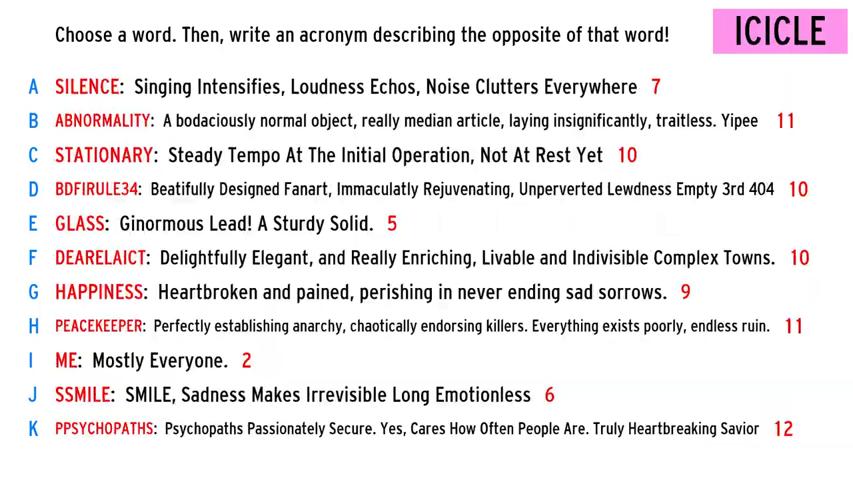 Choose a word. Then, write an acronym describing the opposite of that word!
ICICLE
A SILENCE: Singing Intensifies, Loudness Echos, Noise Clutters Everywhere 7
B ABNORMALITY: A bodaciously normal object, really median article, laying insignificantly, traitless. Yipee 11
C STATIONARY: Steady Tempo At The Initial Operation, Not At Rest Yet 10
D BDFIRULE34: Beatifully Designed Fanart, Immaculatly Rejuvenating, Unperverted Lewdness Empty 3rd 404 10
E GLASS: Ginormous Lead! A Sturdy Solid. 5
F DEARELAICT: Delightfully Elegant, and Really Enriching, Livable and Indivisible Complex Towns. 10
G HAPPINESS: Heartbroken and pained, perishing in never ending sad sorrows. 9
H PEACEKEEPER: Perfectly establishing anarchy, chaotically endorsing killers. Everything exists poorly, endless ruin. 11
I ME: Mostly Everyone. 2
J SSMILE: SMILE, Sadness Makes Irrevisible Long Emotionless 6
K PPSYCHOPATHS: Psychopaths Passionately Secure. Yes, Cares How Often People Are. Truly Heartbreaking Savior 12